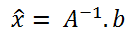 x̂ = A⁻¹.b